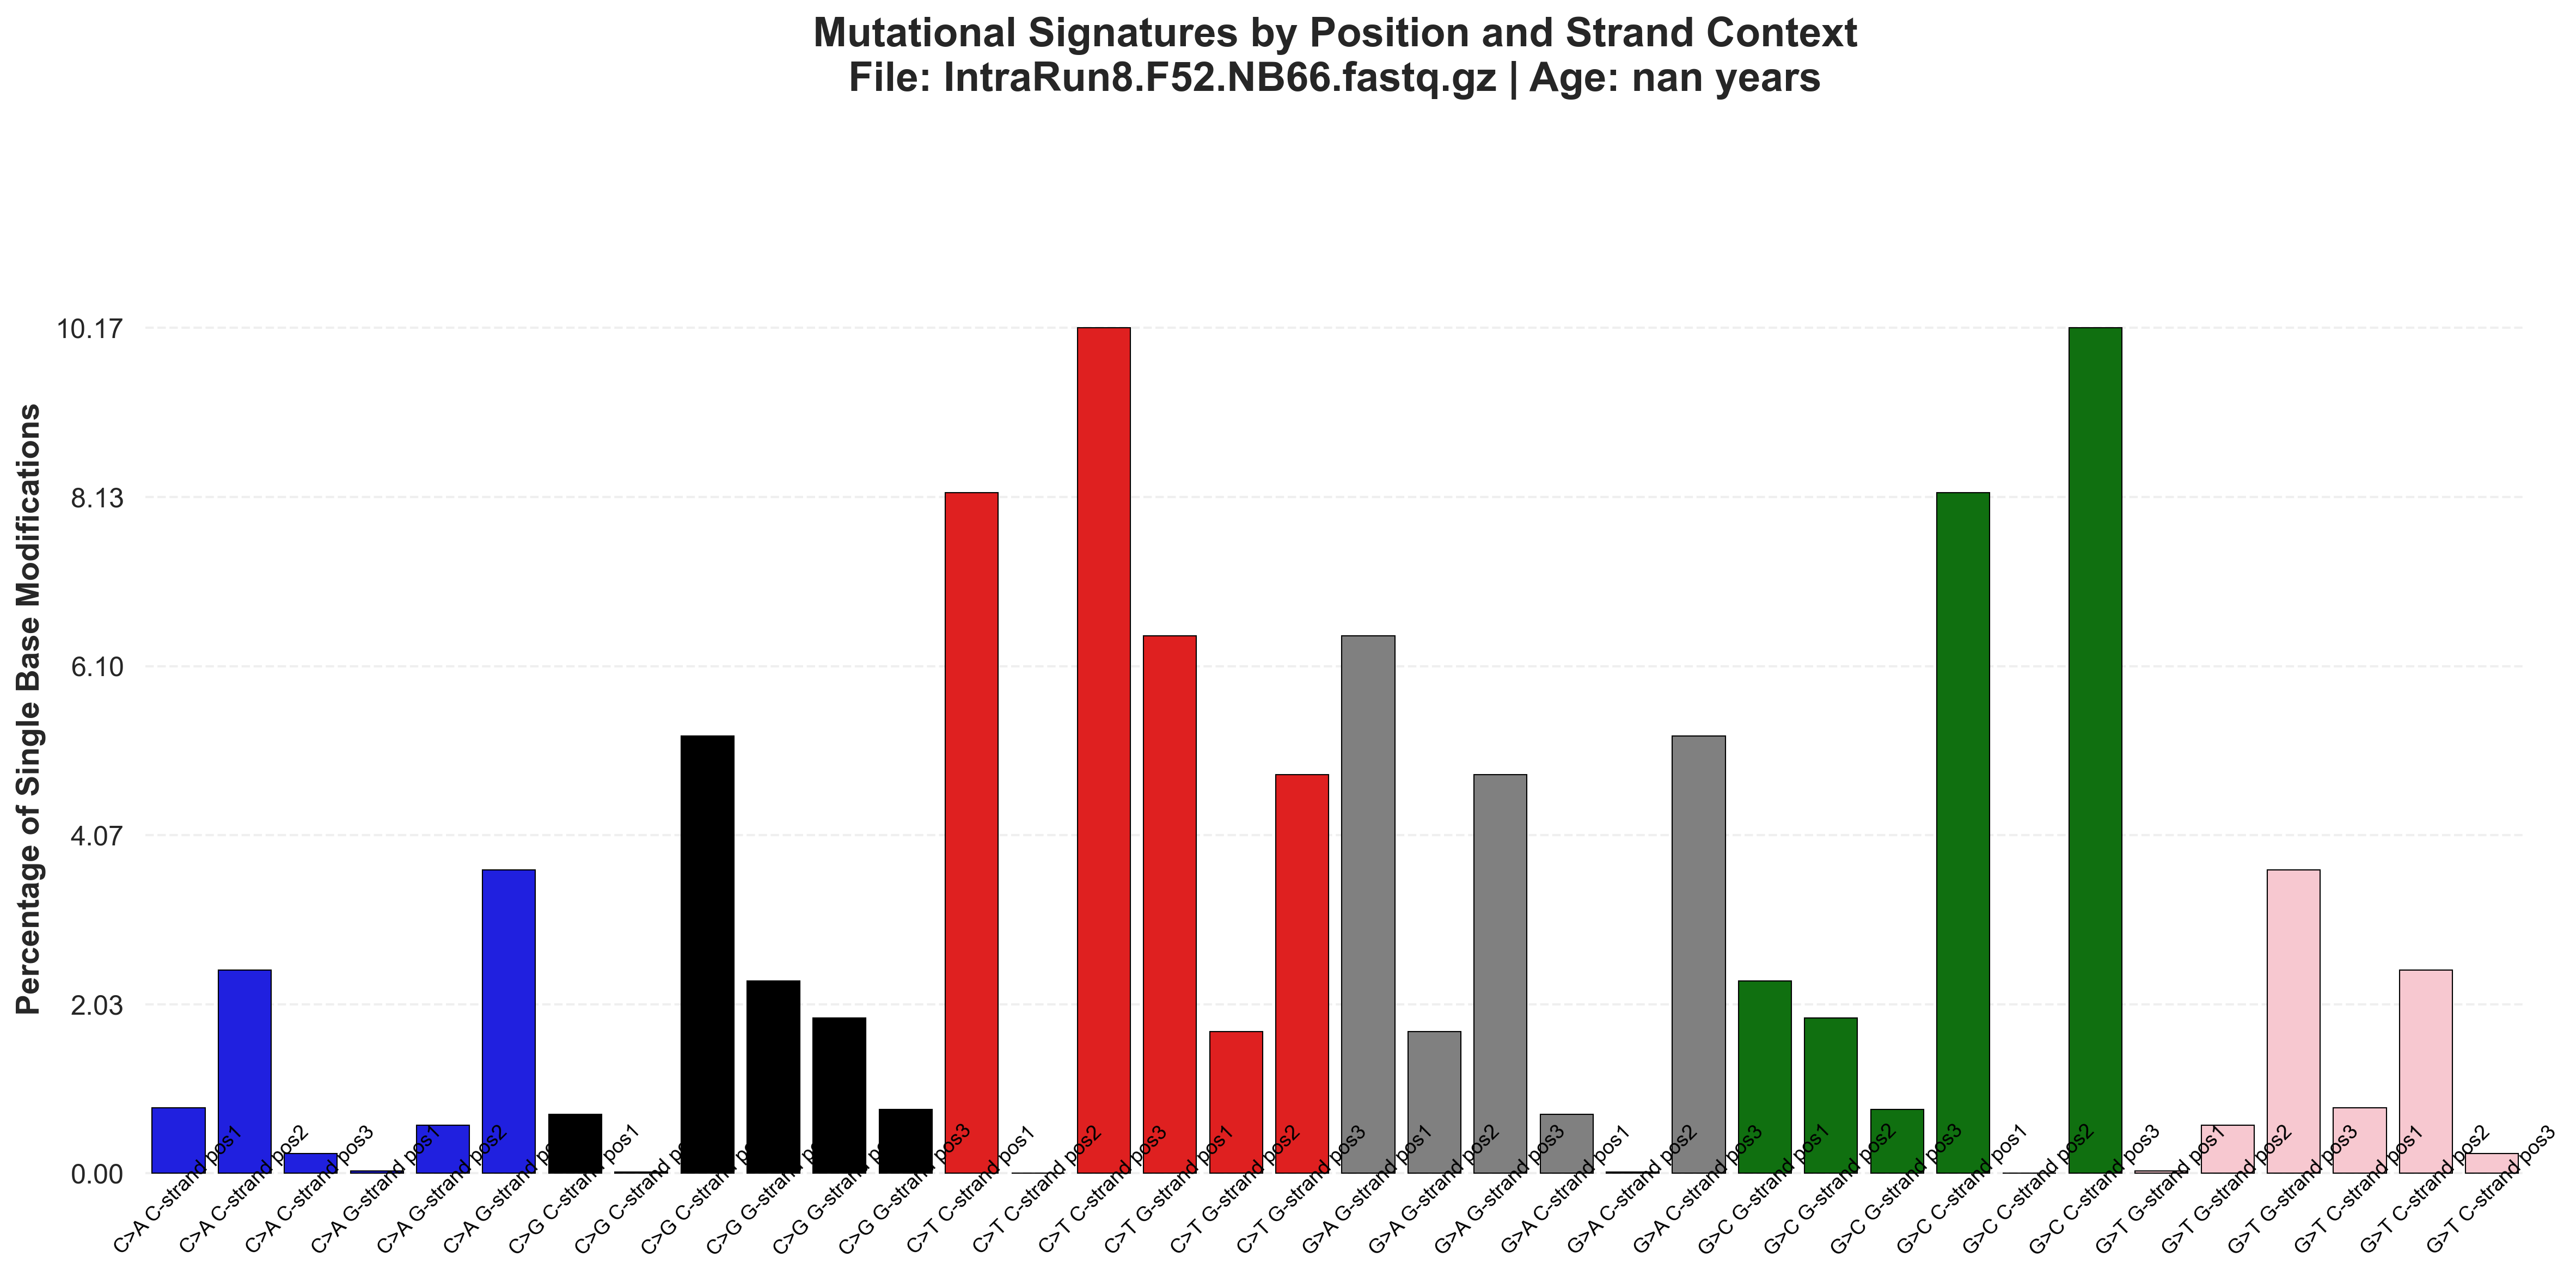 Mutational Signatures by Position and Strand Context
File: IntraRun8.F52.NB66.fastq.gz | Age: nan years
Percentage of Single Base Modifications
10.17
8.13
6.10
4.07
2.03
0.00
C>A C-strand pos1
C>A C-strand pos2
C>A C-strand pos3
C>A G-strand pos1
C>A G-strand pos2
C>A G-strand
C>G C-strand pos1
C>G C-strand
C>G C-strand
C>G G-strand
C>G G-strand
C>G G-strand pos3
C>T C-strand pos1
C>T C-strand pos2
C>T C-strand pos3
C>T G-strand pos1
C>T G-strand pos2
C>T G-strand pos3
G>A G-strand pos1
G>A G-strand pos2
G>A G-strand pos3
G>A C-strand pos1
G>A C-strand pos2
G>A C-strand pos3
G>C G-strand pos1
G>C G-strand pos2
G>C G-strand pos3
G>C C-strand pos1
G>C C-strand pos2
G>C C-strand pos3
G>T G-strand pos1
G>T G-strand pos2
G>T G-strand pos3
G>T C-strand pos1
G>T C-strand pos2
G>T C-strand pos3